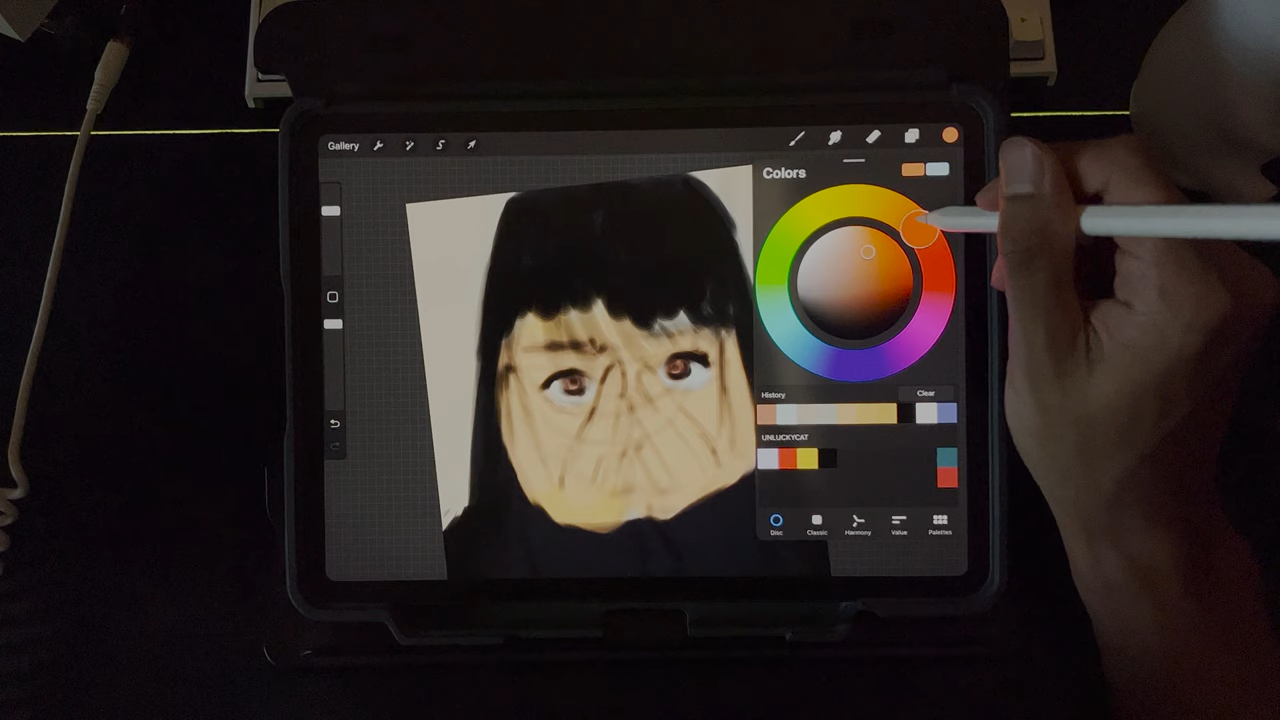 Gallery
Colors
History
Clear
UNLUCKYCAT
Disc
Classic
Harmony
Value
Palettes